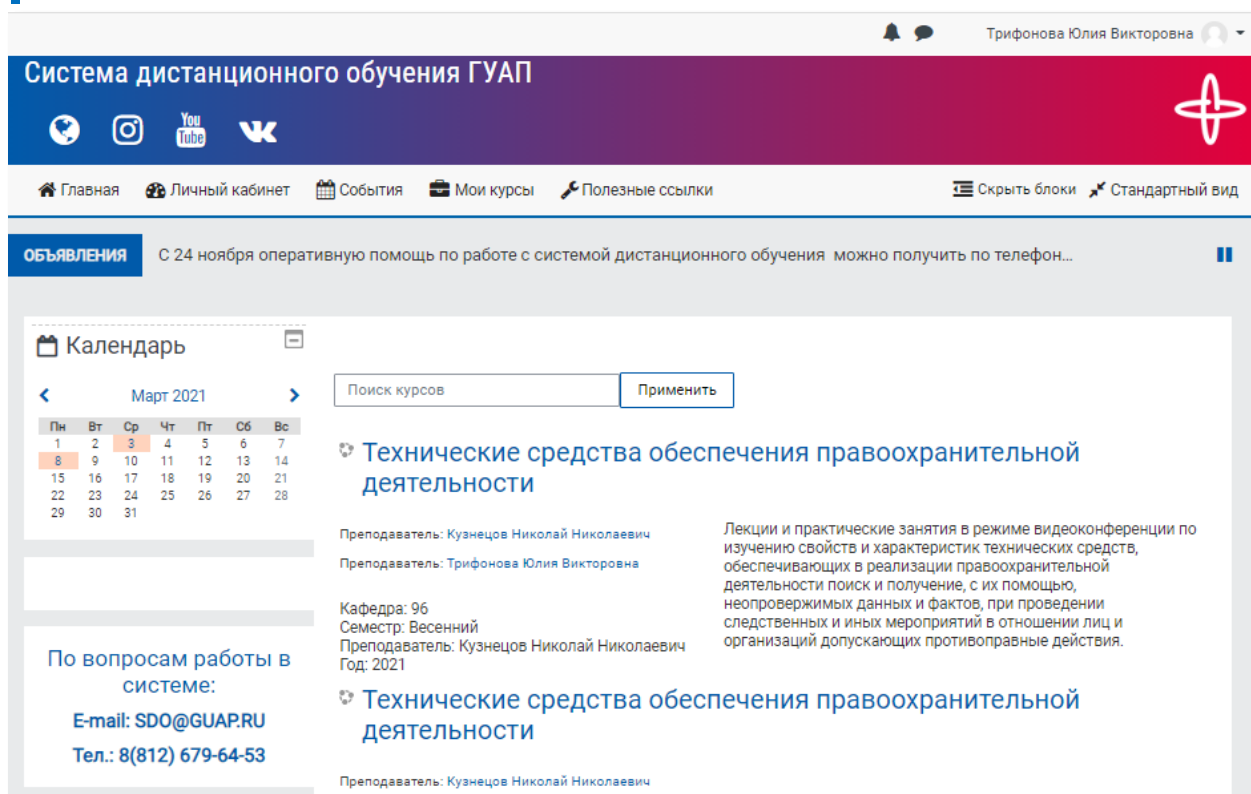 Трифонова Юлия Викторовна
Система дистанционного обучения ГУАП
You
Tube
Главная Личный кабинет События Мои курсы Полезные ссылки Скрыть блоки Стандартный вид
ОБЪЯВЛЕНИЯ С 24 ноября оперативную помощь по работе с системой дистанционного обучения можно получить по телефон...
Календарь
Март 2021
Пн Вт Ср Чт Пт Сб Вс
1 2 3 4 5 6 7
8 9 10 11 12 13 14
15 16 17 18 19 20 21
22 23 24 25 26 27 28
29 30 31
По вопросам работы в
системе:
E-mail: SDO@GUAP.RU
Тел.: 8(812) 679-64-53
Поиск курсов Применить
Технические средства обеспечения правоохранительной
деятельности
Преподаватель: Кузнецов Николай Николаевич
Преподаватель: Трифонова Юлия Викторовна
Кафедра: 96
Семестр: Весенний
Преподаватель: Кузнецов Николай Николаевич
Год: 2021
Лекции и практические занятия в режиме видеоконференции по
изучению свойств и характеристик технических средств,
обеспечивающих в реализации правоохранительной
деятельности поиск и получение, с их помощью,
неопровержимых данных и фактов, при проведении
следственных и иных мероприятий в отношении лиц и
организаций допускающих противоправные действия.
Технические средства обеспечения правоохранительной
деятельности
Преподаватель: Кузнецов Николай Николаевич